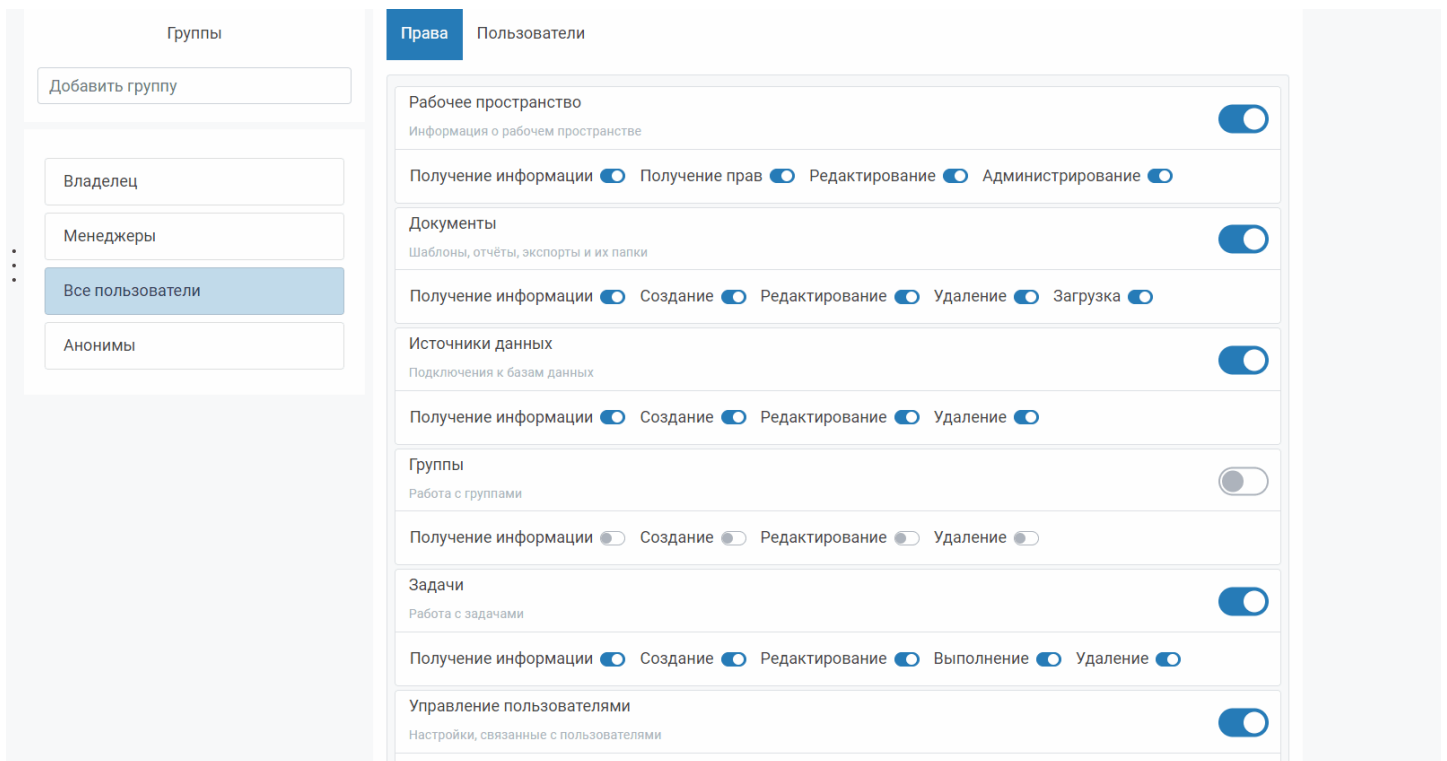 Группы
Добавить группу
Владелец
Менеджеры
Все пользователи
Анонимы
Права Пользователи
Рабочее пространство
Информация о рабочем пространстве
Получение информации Получение прав Редактирование Администрирование
Документы
Шаблоны, отчёты, экспорты и их папки
Получение информации Создание Редактирование Удаление Загрузка
Источники данных
Подключения к базам данных
Получение информации Создание Редактирование Удаление
Группы
Работа с группами
Получение информации Создание Редактирование Удаление
Задачи
Работа с задачами
Получение информации Создание Редактирование Выполнение Удаление
Управление пользователями
Настройки, связанные с пользователями